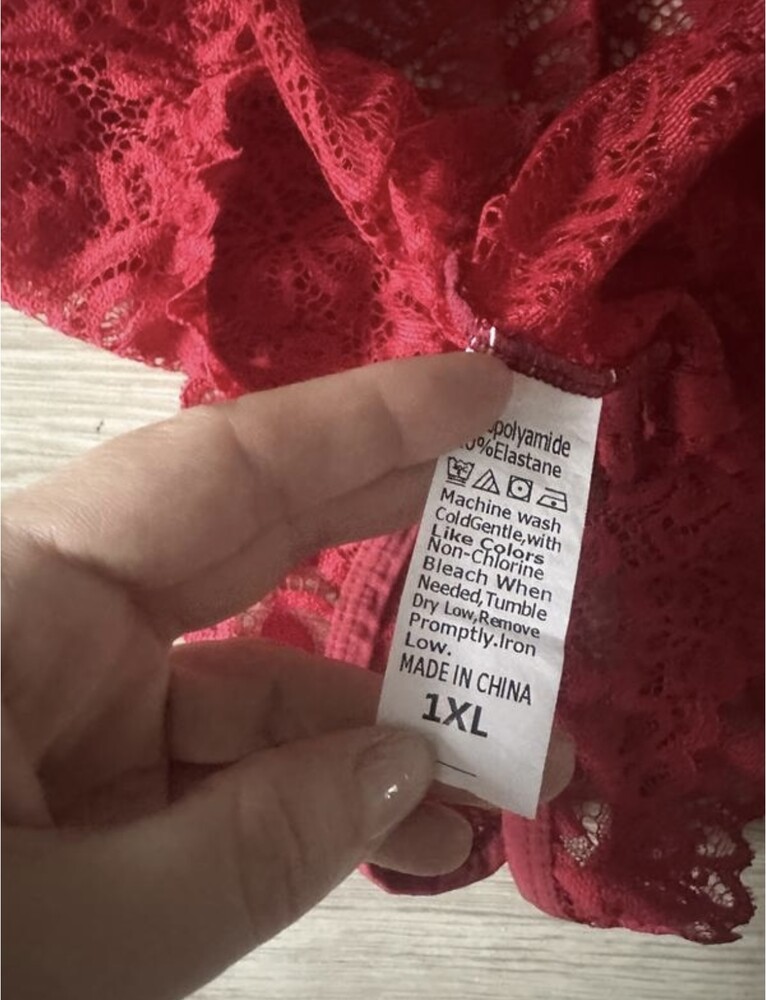 polyamide
0%Elastane
Machine wash
ColdGentle,with
Like Colors
Non-Chlorine
Bleach When
Needed,Tumble
Dry Low,Remove
Promptly.Iron
Low.
MADE IN CHINA
1XL